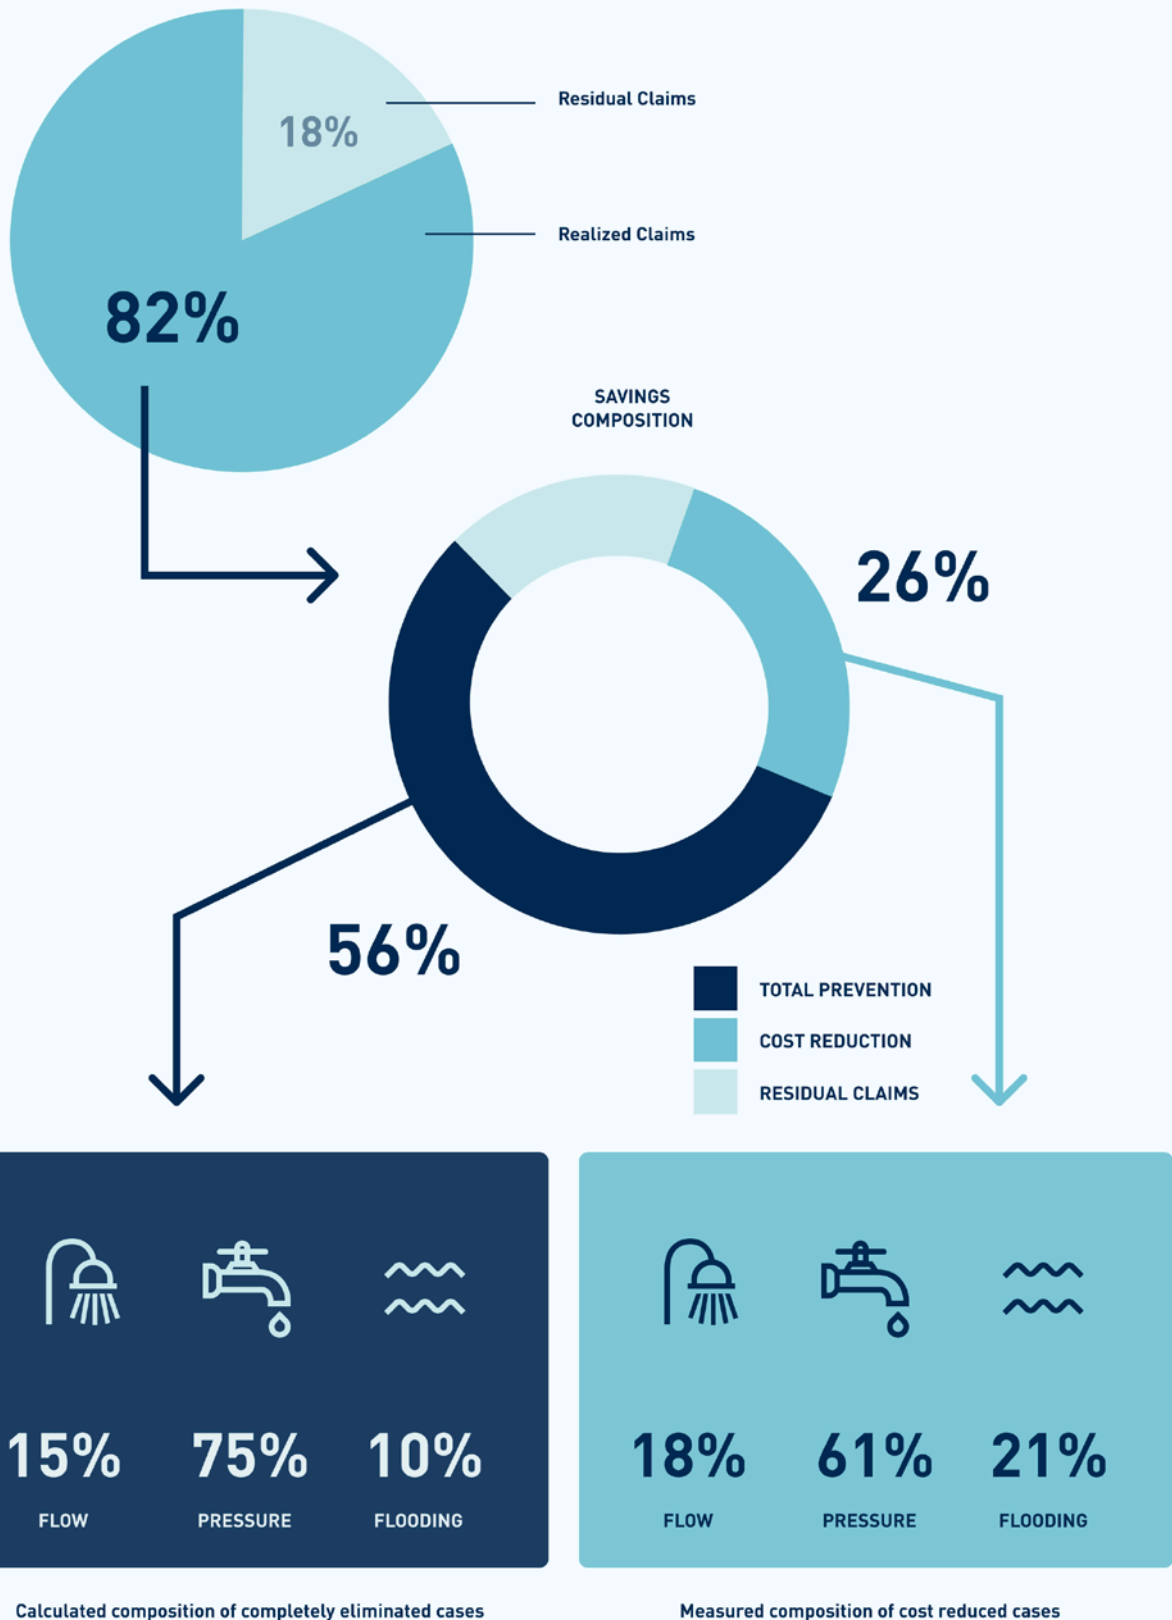 18%
Residual Claims
Realized Claims
82%
SAVINGS
COMPOSITION
26%
56%
TOTAL PREVENTION
COST REDUCTION
RESIDUAL CLAIMS
15% 75% 10%
FLOW PRESSURE FLOODING
18% 61% 21%
FLOW PRESSURE FLOODING
Calculated composition of completely eliminated cases
Measured composition of cost reduced cases